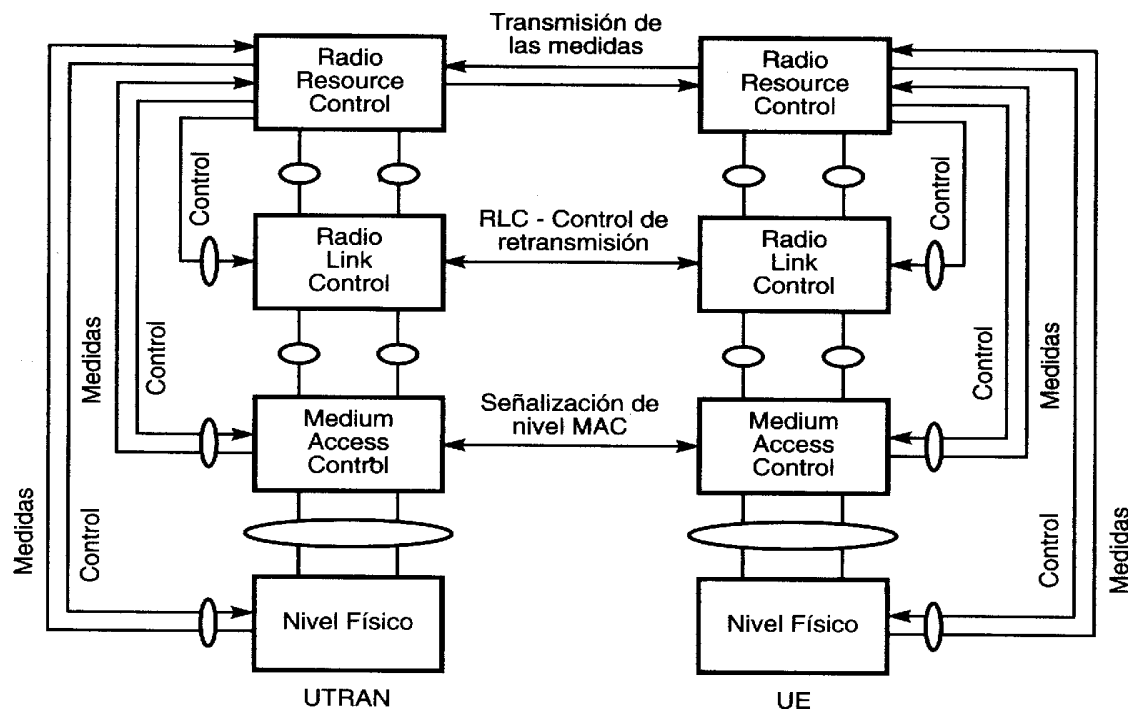 Transmisión de
las medidas
Radio
Resource
Control
Radio
Resource
Control
Control
Control
Radio
Link
Control
RLC - Control de
retransmisión
Radio
Link
Control
Medidas
Control
Control
Medidas
Medium
Access
Control
Señalización de
nivel MAC
Medium
Access
Control
Medidas
Control
Control
Medidas
Nivel Físico
Nivel Físico
UTRAN
UE